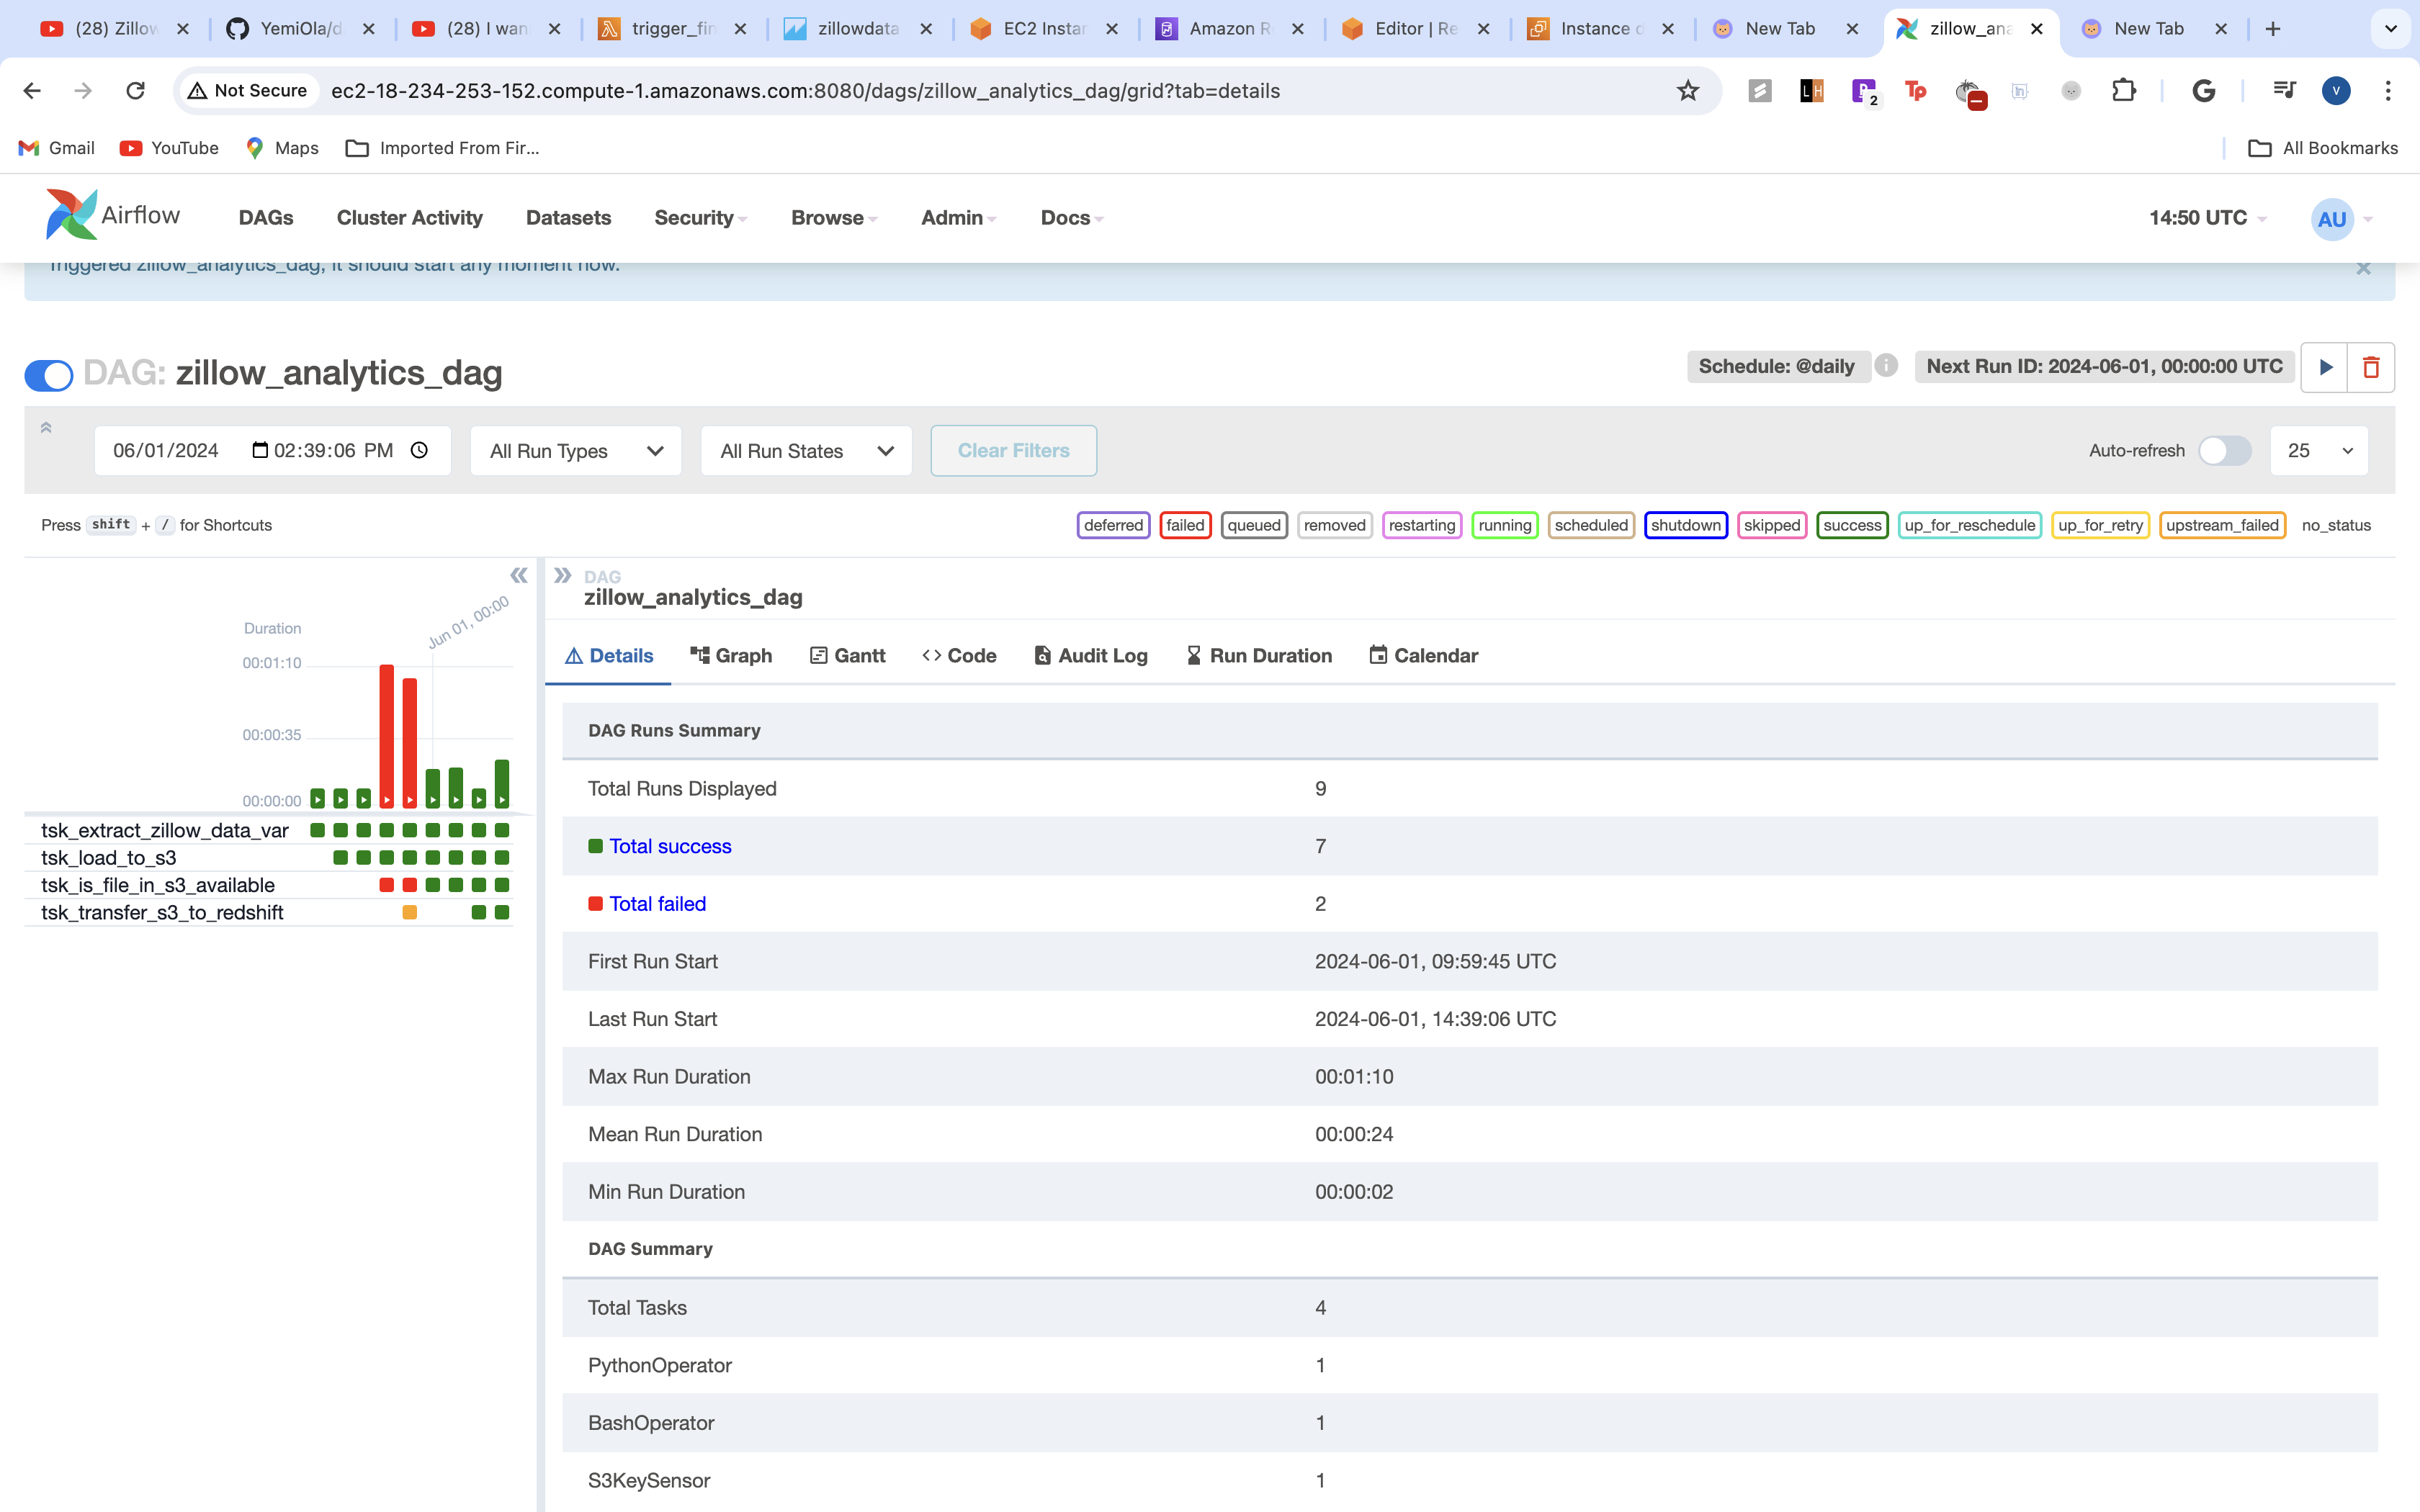 (28) Zillow
YemiOla/d
(28) I wan
trigger_fin
zillowdata
EC2 Instan
Amazon R
Editor | Re
Instance d
New Tab
zillow_ana
New Tab
Not Secure
ec2-18-234-253-152.compute-1.amazonaws.com:8080/dags/zillow_analytics_dag/grid?tab=details
2
V
Gmail
YouTube
Maps
Imported From Fir...
All Bookmarks
Airflow
DAGs
Cluster Activity
Datasets
Security
Browse
Admin
Docs
14:50 UTC
AU
Triggered zillow_analytics_dag, it should start any moment now.
DAG: zillow_analytics_dag
Schedule: @daily
Next Run ID: 2024-06-01, 00:00:00 UTC
06/01/2024 02:39:06 PM
All Run Types
All Run States
Clear Filters
Auto-refresh
25
Press shift + / for Shortcuts
deferred
failed
queued
removed
restarting
running
scheduled
shutdown
skipped
success
up_for_reschedule
up_for_retry
upstream_failed
no_status
Duration
Jun 01, 00:00
00:01:10
00:00:35
00:00:00
tsk_extract_zillow_data_var
tsk_load_to_s3
tsk_is_file_in_s3_available
tsk_transfer_s3_to_redshift
DAG
zillow_analytics_dag
Details
Graph
Gantt
Code
Audit Log
Run Duration
Calendar
DAG Runs Summary
Total Runs Displayed 9
Total success 7
Total failed 2
First Run Start 2024-06-01, 09:59:45 UTC
Last Run Start 2024-06-01, 14:39:06 UTC
Max Run Duration 00:01:10
Mean Run Duration 00:00:24
Min Run Duration 00:00:02
DAG Summary
Total Tasks 4
PythonOperator 1
BashOperator 1
S3KeySensor 1